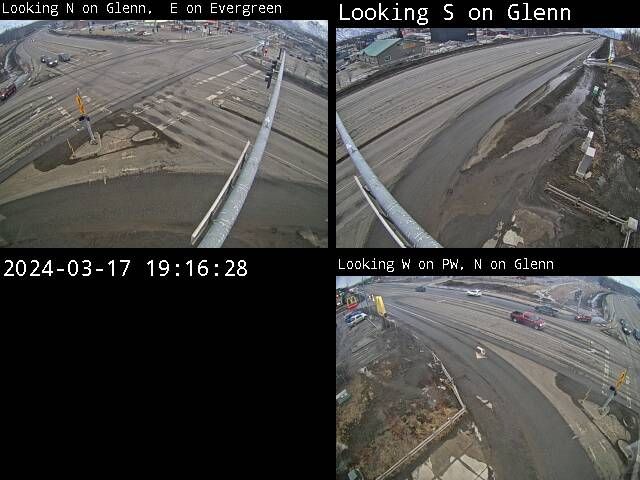 Looking N on Glenn,  E on Evergreen
Looking S on Glenn
2024-03-17 19:16:28
Looking W on PW, N on Glenn